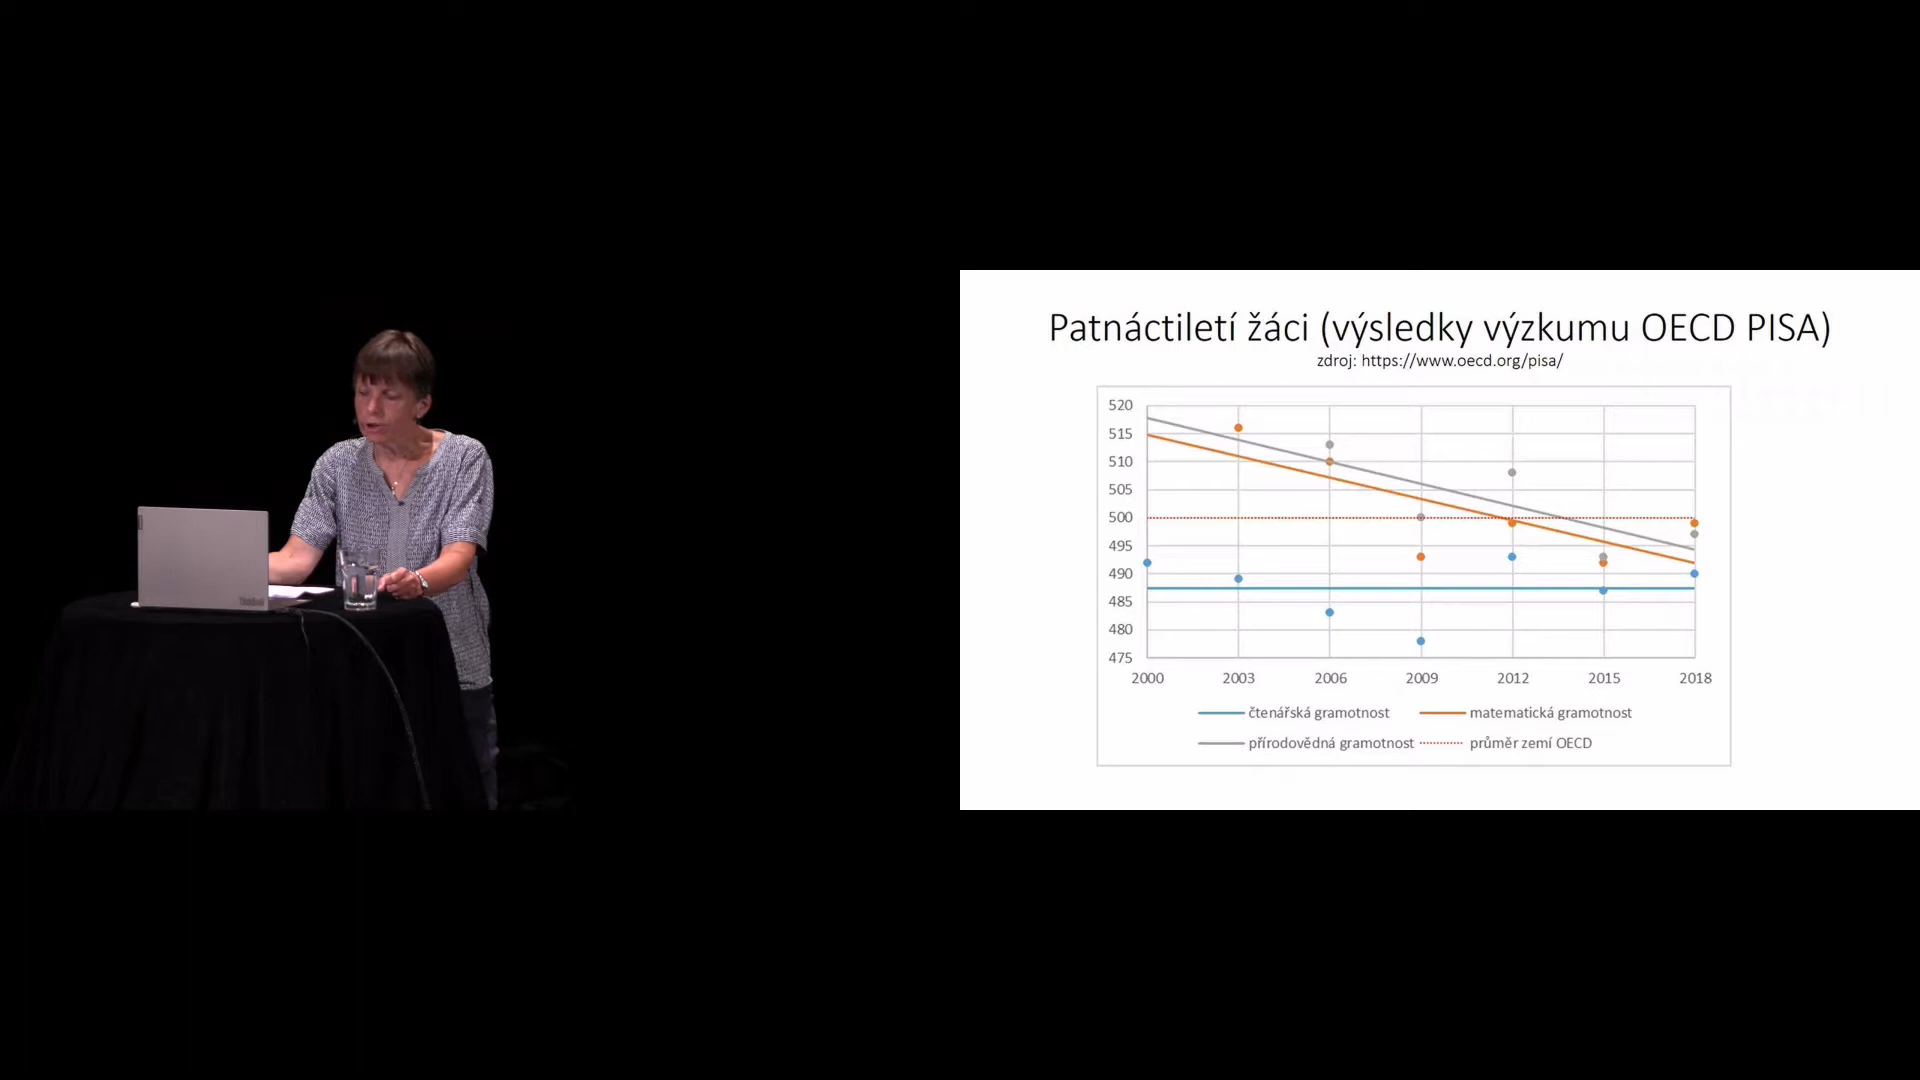 Patnáctiletí žáci (výsledky výzkumu OECD PISA)
zdroj: https://www.oecd.org/pisa/
520
515
510
505
500
495
490
485
480
475
2000 2003 2006 2009 2012 2015 2018
čtenářská gramotnost matematická gramotnost
přírodovědná gramotnost průměr zemí OECD